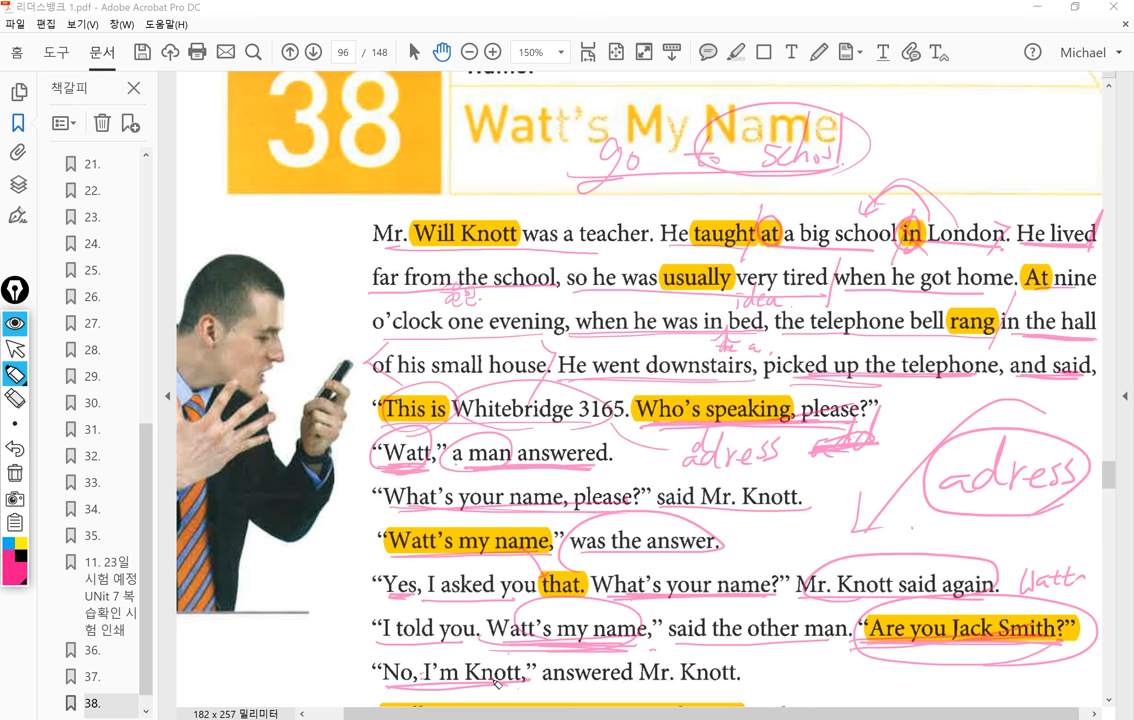 리더스뱅크 1.pdf - Adobe Acrobat Pro DC
파일 편집 보기(V) 창(W) 도움말(H)
홈 도구 문서 96 / 148 150% Michael
책갈피
21.
22.
23.
24.
25.
26.
27.
28.
29.
30.
31.
32.
33.
34.
35.
11. 23일
시험 예정
UNit 7 복
습확인 시
험 인쇄
36.
37.
38.
38
Watt's My Name
go to school
Mr. Will Knott was a teacher. He taught at a big school in London. He lived
far from the school, so he was usually very tired when he got home. At nine
idea
o'clock one evening, when he was in bed, the telephone bell rang in the hall
the a
of his small house. He went downstairs, picked up the telephone, and said,
"This is Whitebridge 3165. Who's speaking, please?"
adress
"Watt," a man answered.
adress
"What's your name, please?" said Mr. Knott.
"Watt's my name," was the answer.
"Yes, I asked you that. What's your name?" Mr. Knott said again.
Watt
"I told you. Watt's my name," said the other man. "Are you Jack Smith?"
"No, I'm Knott," answered Mr. Knott.
182 x 257 밀리미터